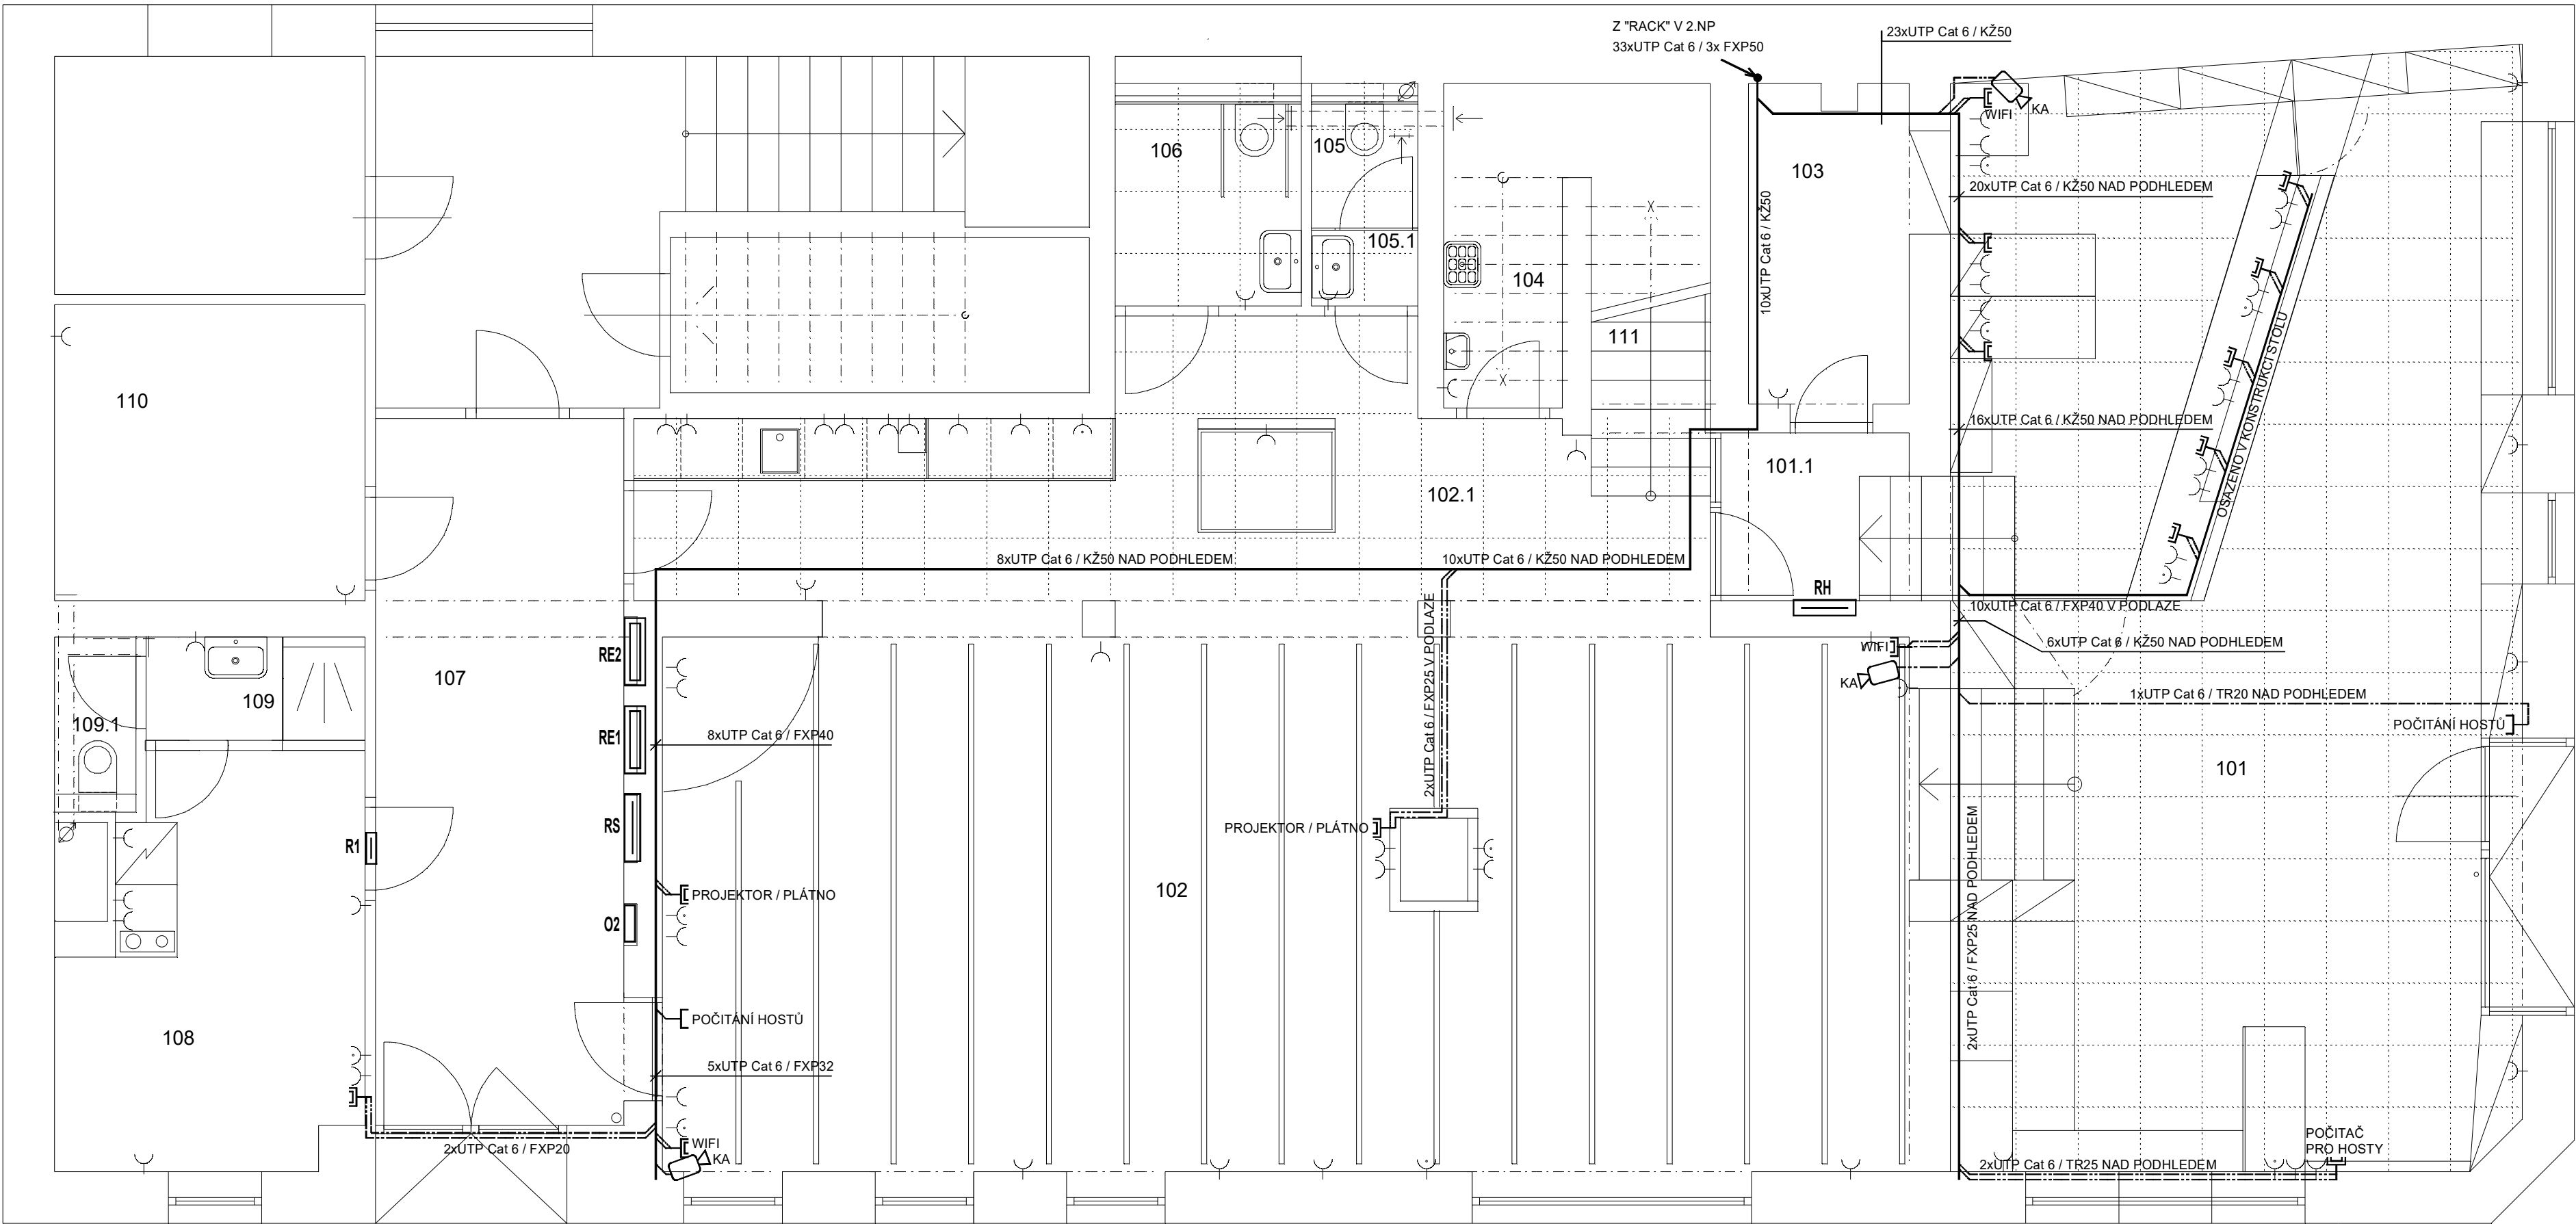 Z "RACK" V 2.NP
33xUTP Cat 6 / 3x FXP50
23xUTP Cat 6 / KŽ50
KA
WIFI
106
105
103
20xUTP Cat 6 / KŽ50 NAD PODHLEDEM
10xUTP Cat 6 / KŽ50
105.1
104
111
OSAZENO V KONSTRUKCI STOLU
110
16xUTP Cat 6 / KŽ50 NAD PODHLEDEM
101.1
102.1
8xUTP Cat 6 / KŽ50 NAD PODHLEDEM
10xUTP Cat 6 / KŽ50 NAD PODHLEDEM
RH
10xUTP Cat 6 / FXP40 V PODLAZE
2xUTP Cat 6 / FXP25 V PODLAZE
6xUTP Cat 6 / KŽ50 NAD PODHLEDEM
WIFI
RE2
107
KA
109
1xUTP Cat 6 / TR20 NAD PODHLEDEM
109.1
POČITÁNÍ HOSTŮ
RE1
8xUTP Cat 6 / FXP40
101
RS
PROJEKTOR / PLÁTNO
R1
2xUTP Cat 6 / FXP25 NAD PODHLEDEM
102
PROJEKTOR / PLÁTNO
O2
POČITÁNÍ HOSTŮ
108
5xUTP Cat 6 / FXP32
POČITAČ
PRO HOSTY
WIFI
2xUTP Cat 6 / FXP20
KA
2xUTP Cat 6 / TR25 NAD PODHLEDEM